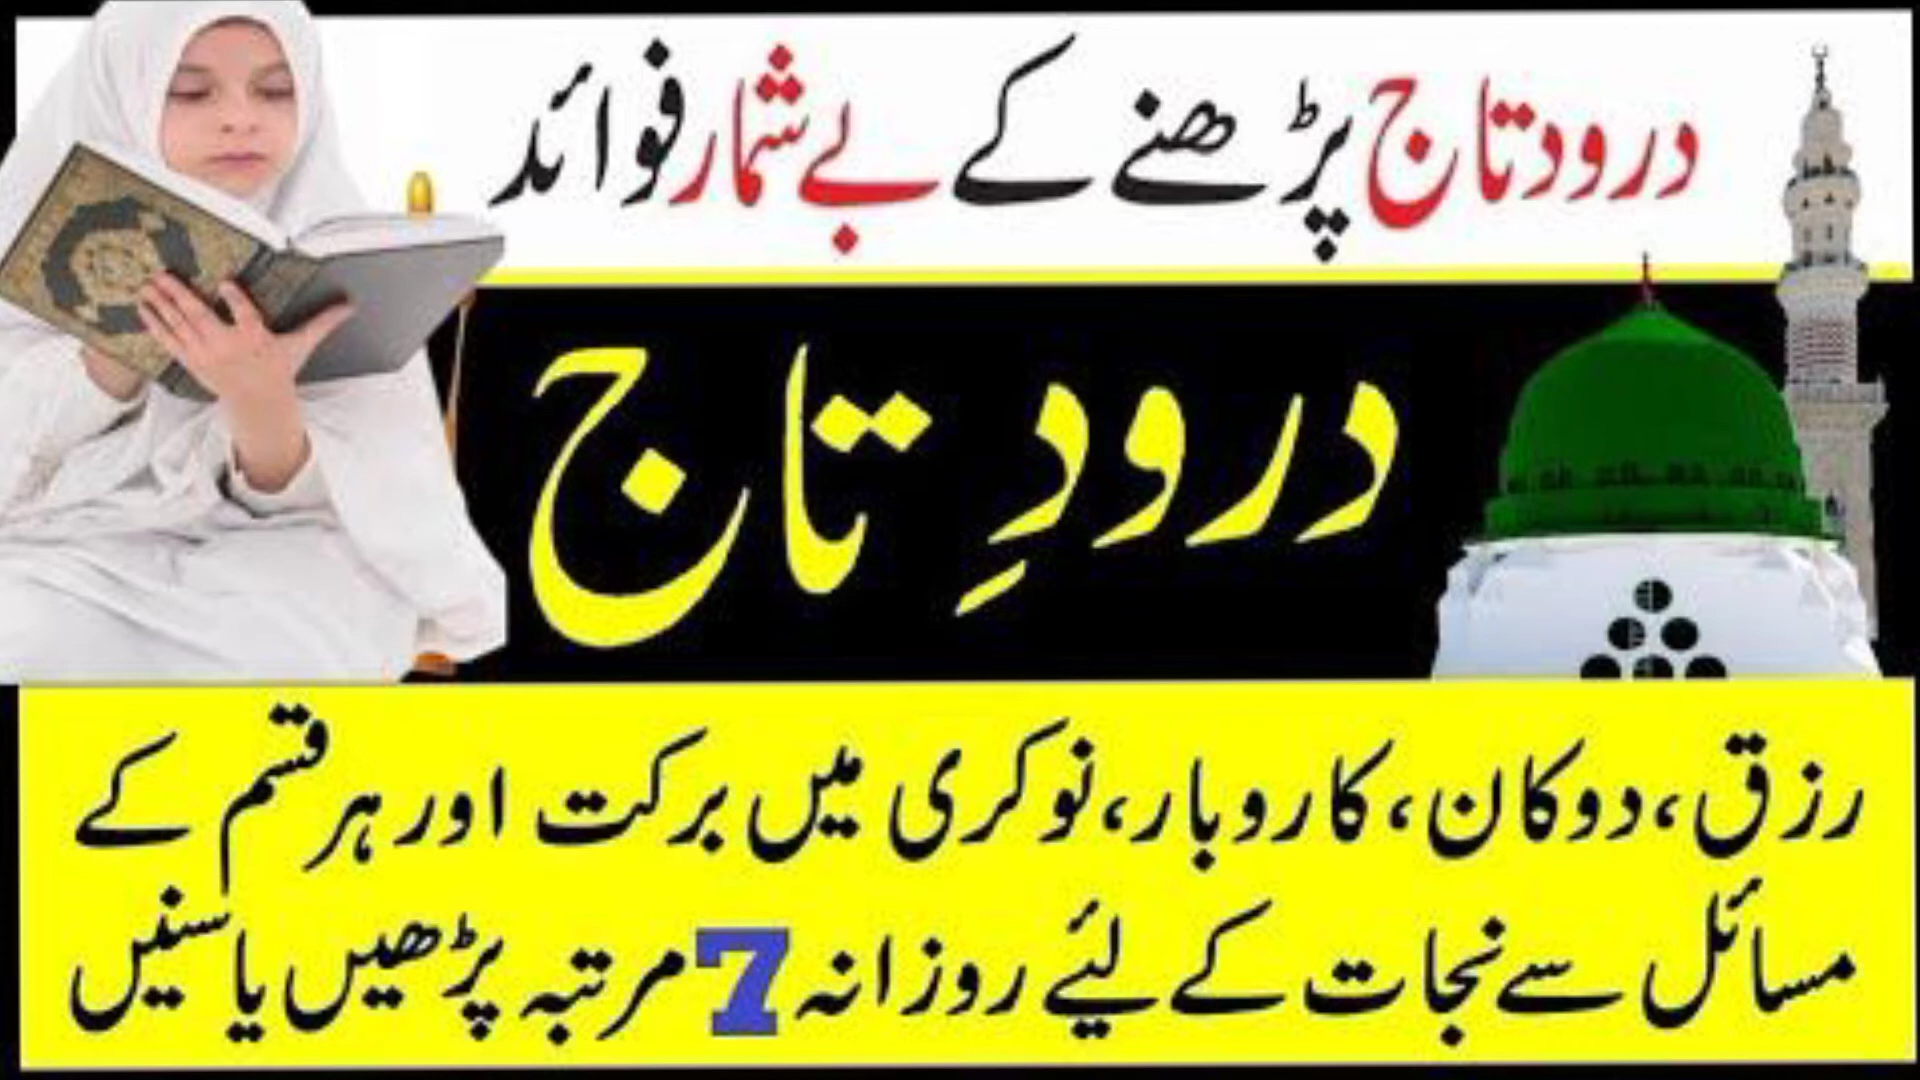 درود تاج پڑھنے کے بے شمار فوائد
درودِ تاج
رزق، دوکان، کاروبار، نوکری میں برکت اور ہر قسم کے
مسائل سے نجات کے لئیے روزانہ 7 مرتبہ پڑھیں یا سنیں